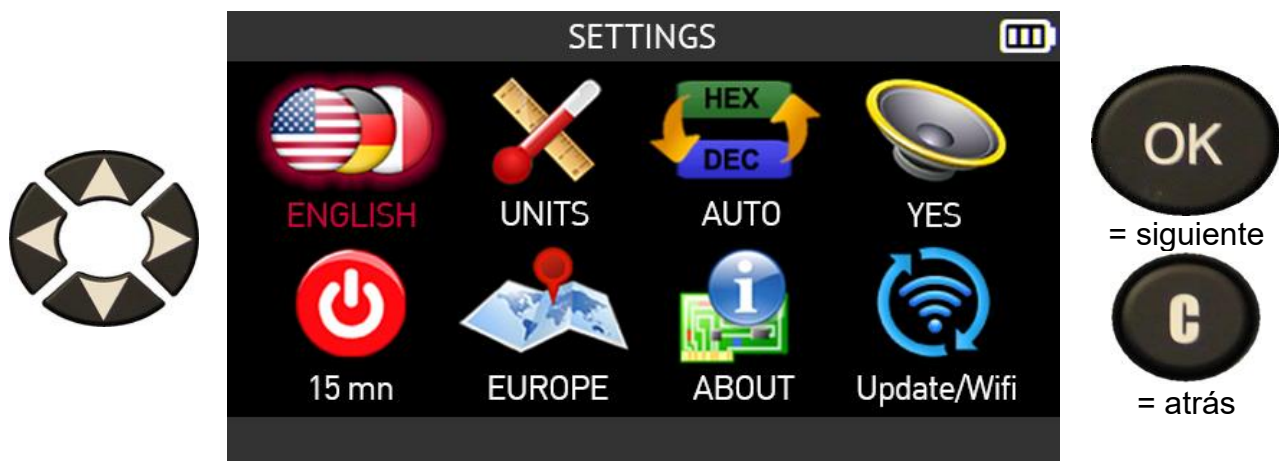 SETTINGS
HEX
DEC
ENGLISH UNITS AUTO YES
15 mn EUROPE ABOUT Update/Wifi
OK
= siguiente
C
= atrás